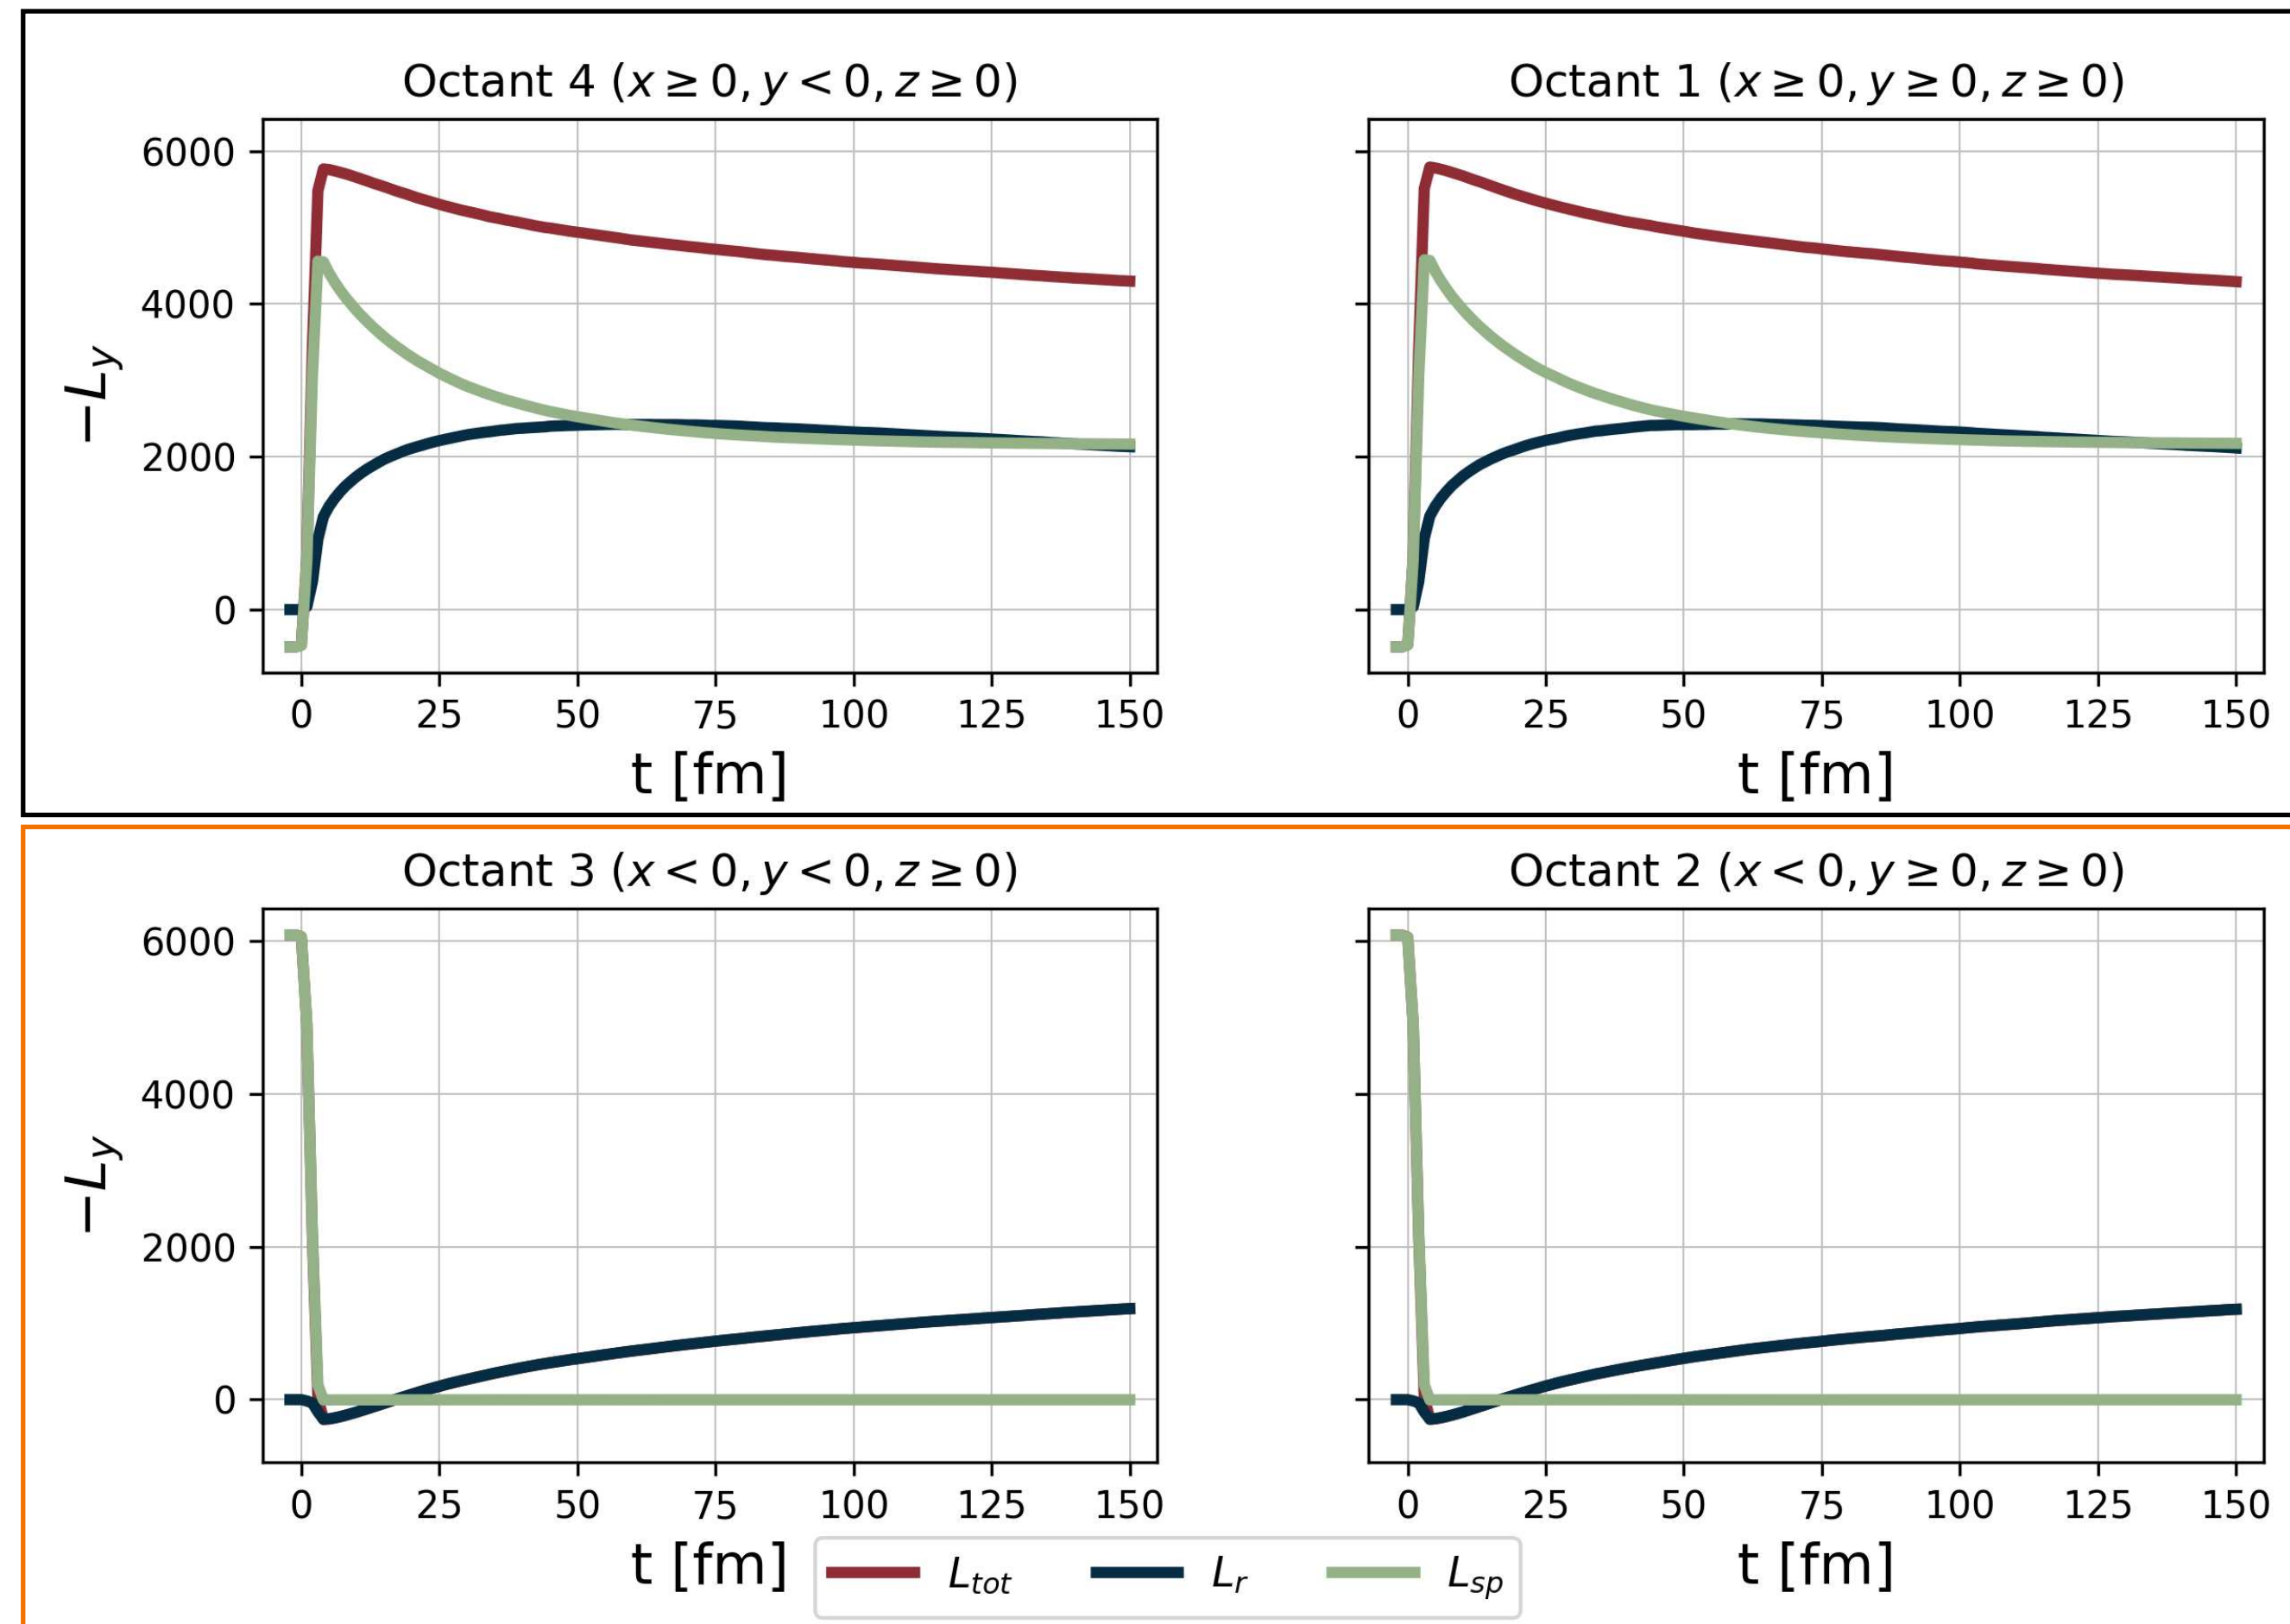 Octant 4 (x ≥ 0, y < 0, z ≥ 0)
6000
4000
2000
0
−L_y
0 25 50 75 100 125 150
t [fm]
Octant 1 (x ≥ 0, y ≥ 0, z ≥ 0)
0 25 50 75 100 125 150
t [fm]
Octant 3 (x < 0, y < 0, z ≥ 0)
6000
4000
2000
0
−L_y
0 25 50 75 100 125 150
t [fm]
Octant 2 (x < 0, y ≥ 0, z ≥ 0)
0 25 50 75 100 125 150
t [fm]
L_tot L_r L_sp